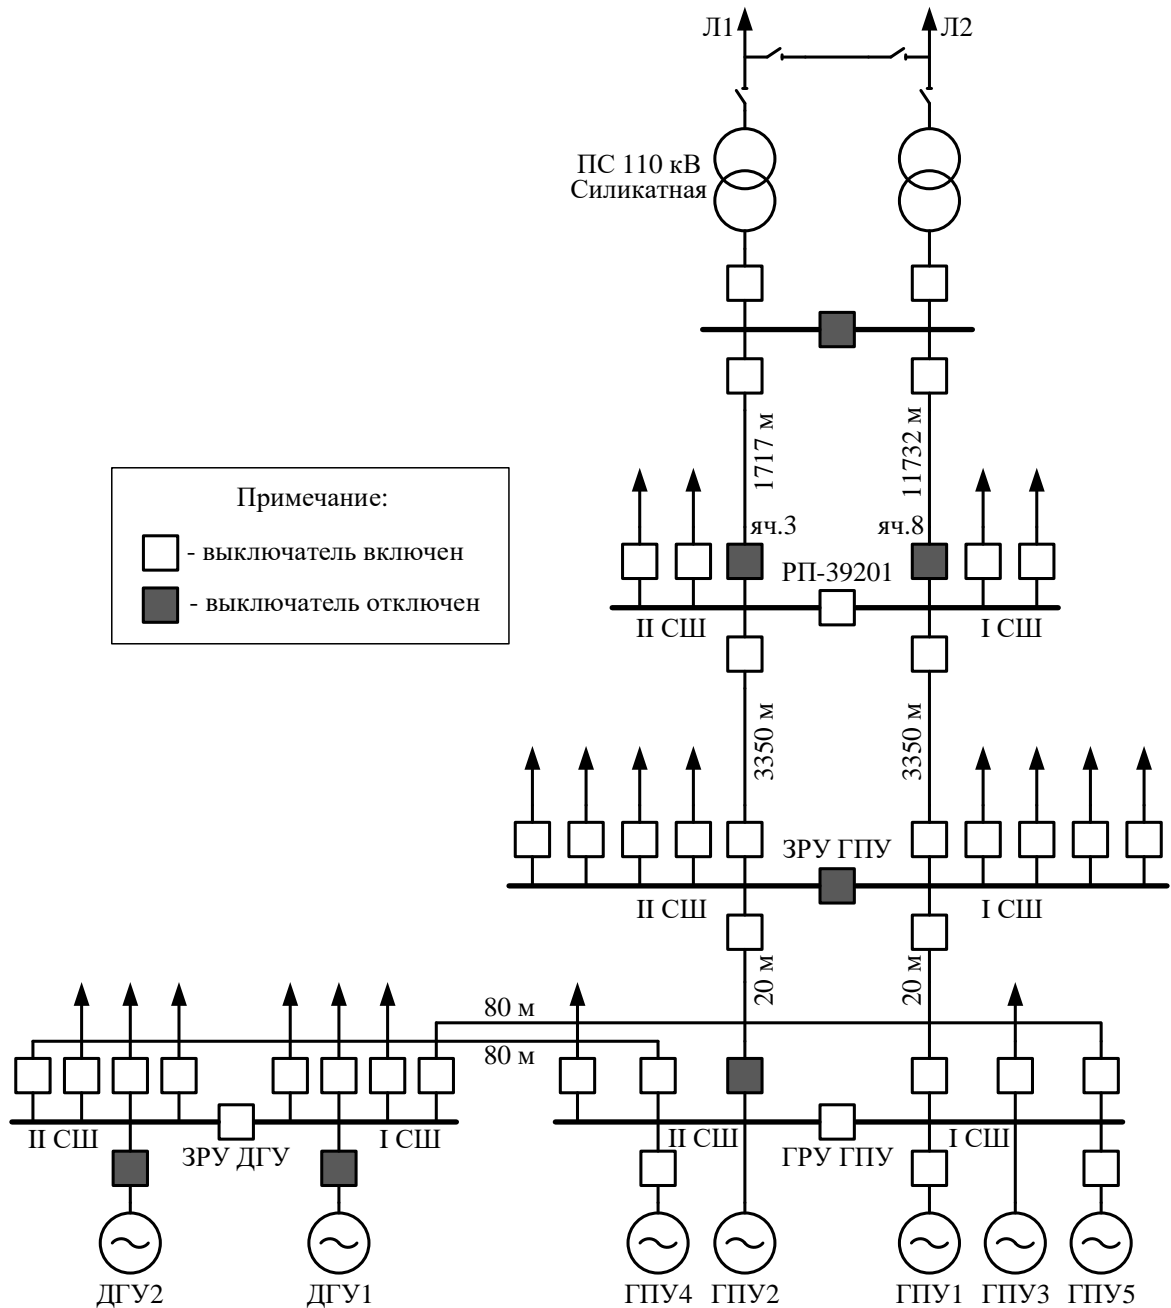 Л1
Л2
ПС 110 кВ
Силикатная
1717 м
11732 м
Примечание:
- выключатель включен
- выключатель отключен
яч.3
яч.8
РП-39201
II СШ
I СШ
3350 м
3350 м
ЗРУ ГПУ
II СШ
I СШ
20 м
20 м
80 м
80 м
II СШ
ЗРУ ДГУ
I СШ
II СШ
ГРУ ГПУ
I СШ
ДГУ2
ДГУ1
ГПУ4
ГПУ2
ГПУ1
ГПУ3
ГПУ5